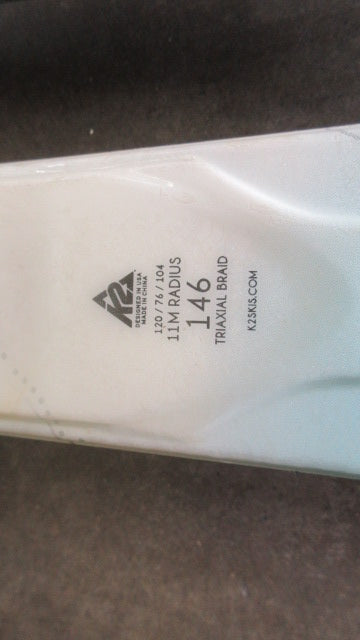 K2
DESIGNED IN USA
MADE IN CHINA
120 / 76 / 104
11M RADIUS
146
TRIAXIAL BRAID
K2SKIS.COM